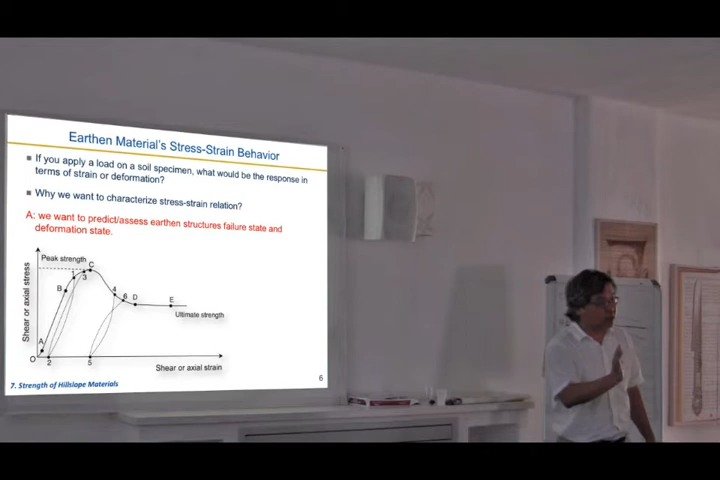 Earthen Material's Stress-Strain Behavior
If you apply a load on a soil specimen, what would be the response in
terms of strain or deformation?
Why we want to characterize stress-strain relation?
A: we want to predict/assess earthen structures failure state and
deformation state.
Peak strength
C
1
3
B
4
6
D
E
Ultimate strength
A
O
2
5
Shear or axial stress
Shear or axial strain
7. Strength of Hillslope Materials
6